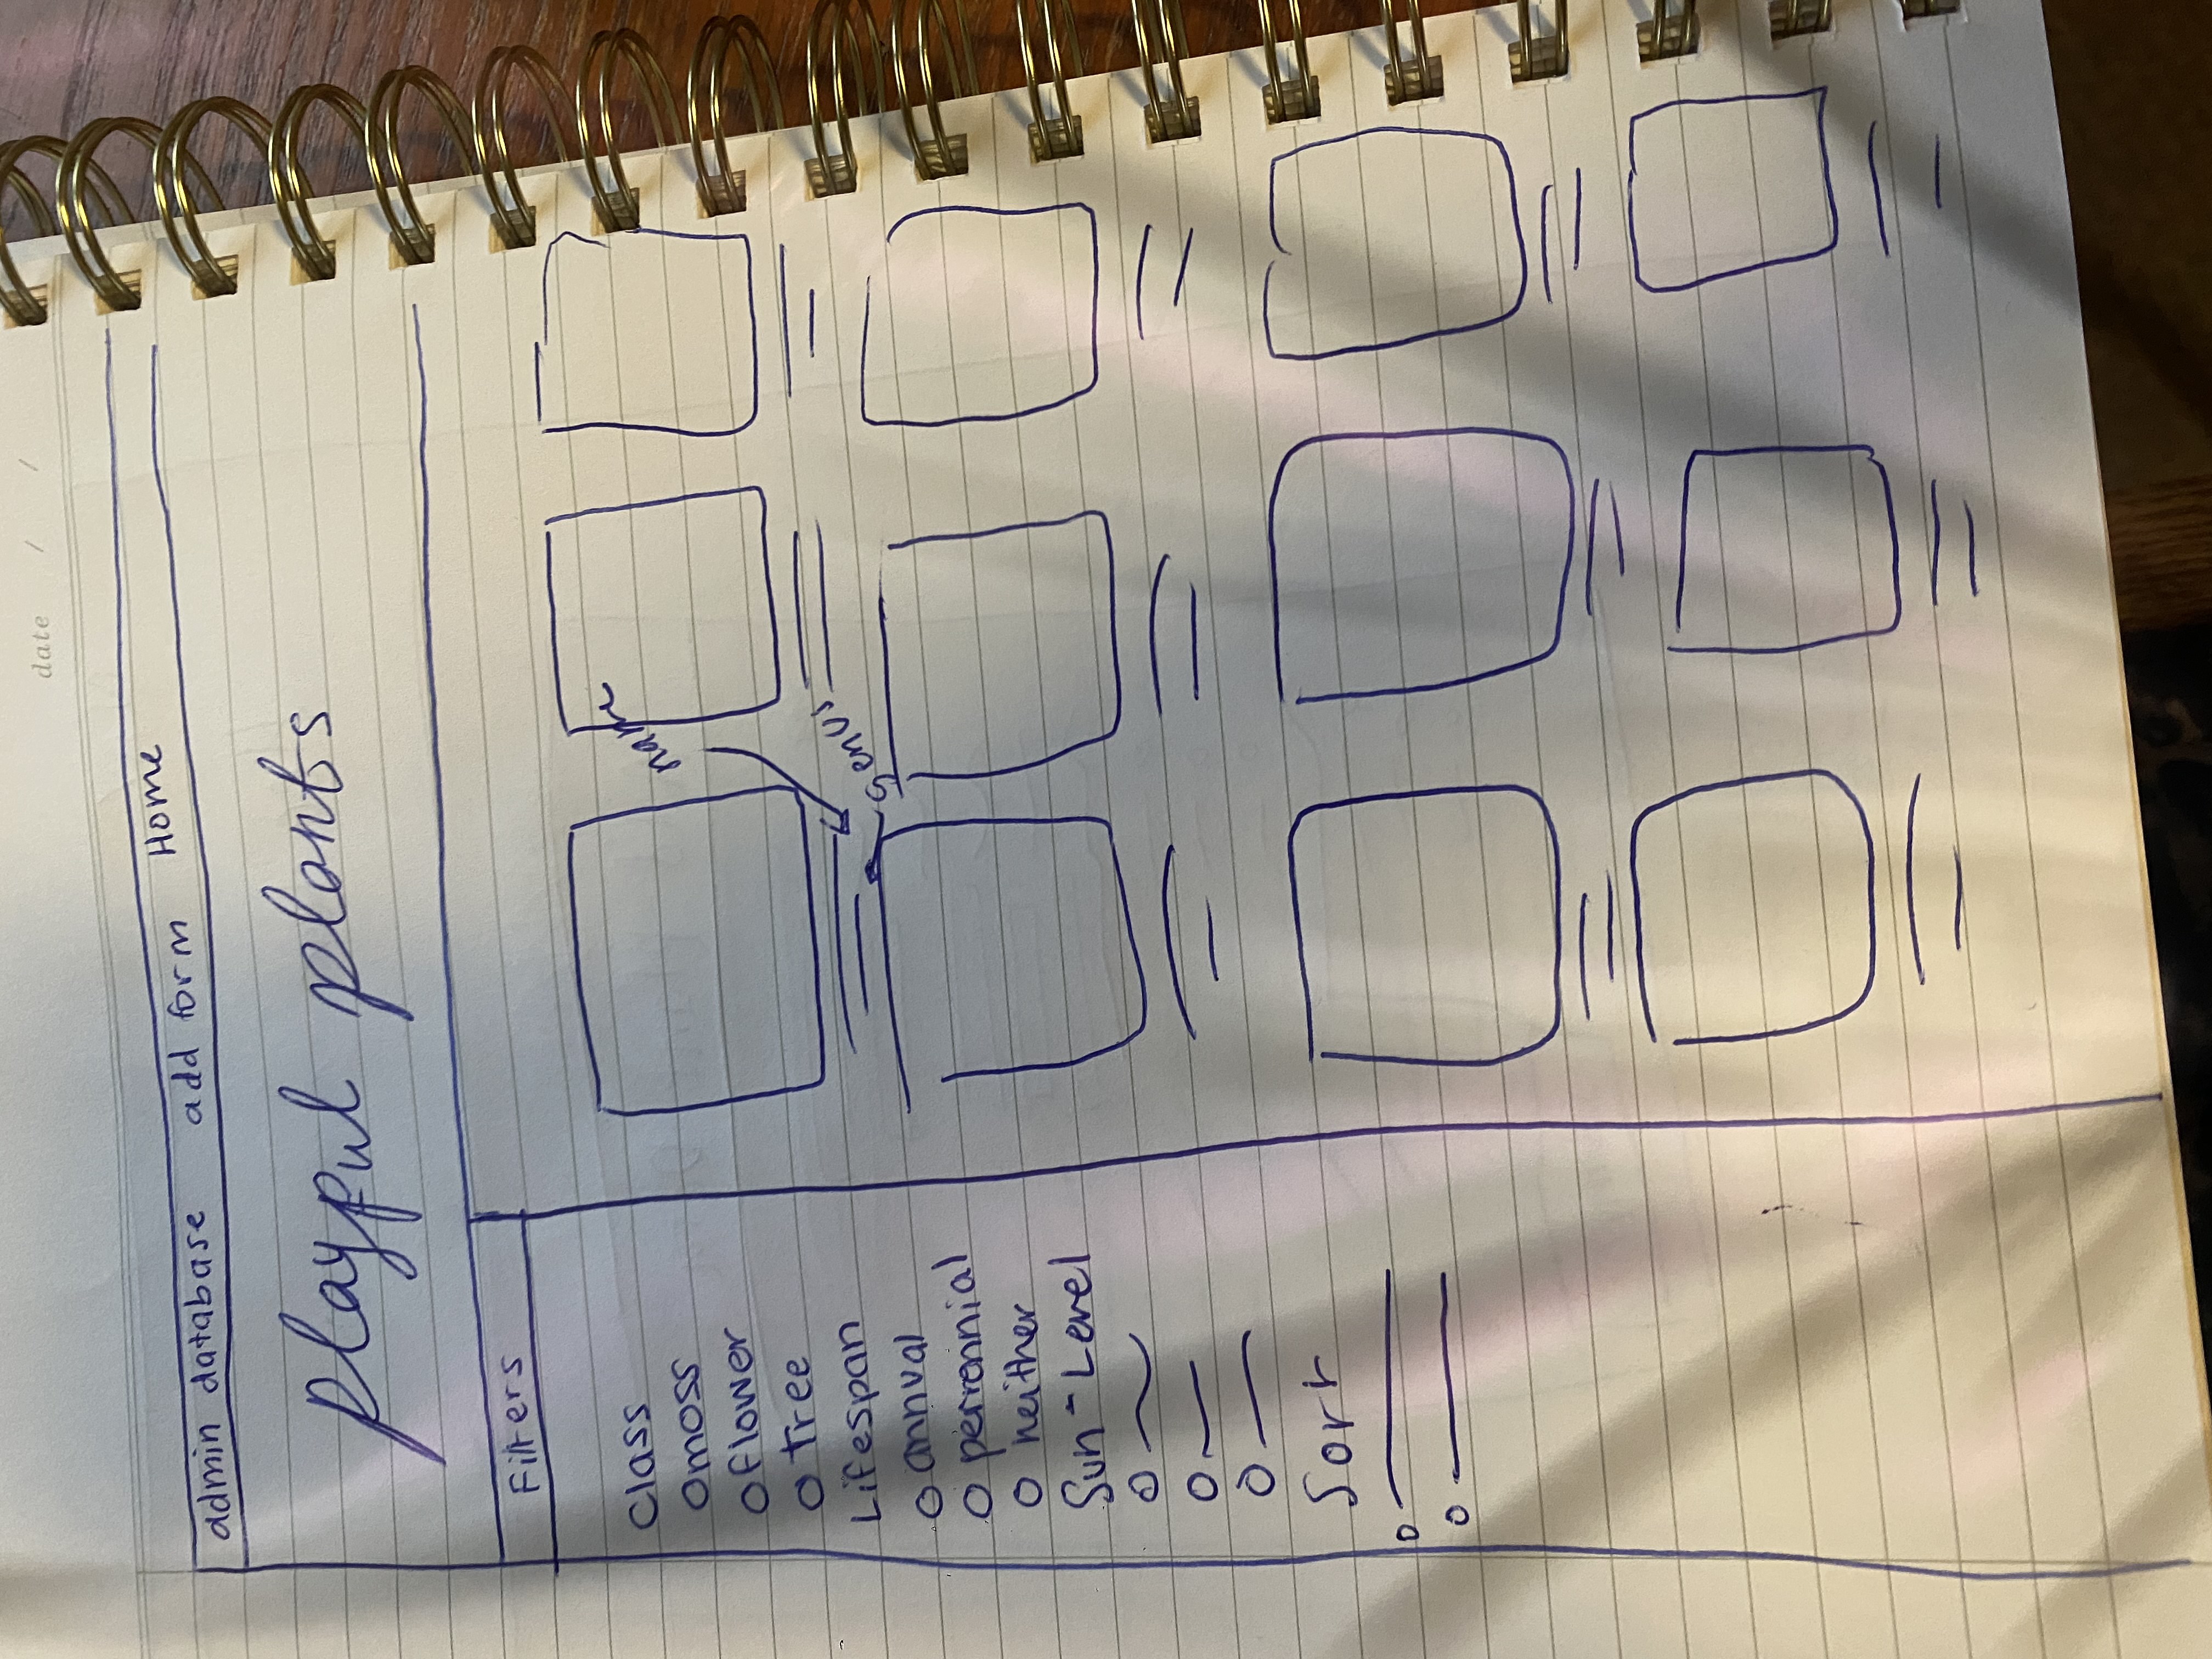 date / /
admin database add form Home
playful plants
Filters
Class
moss
flower
tree
Lifespan
annual
perrennial
neither
Sun-Level
Sort
name
genus